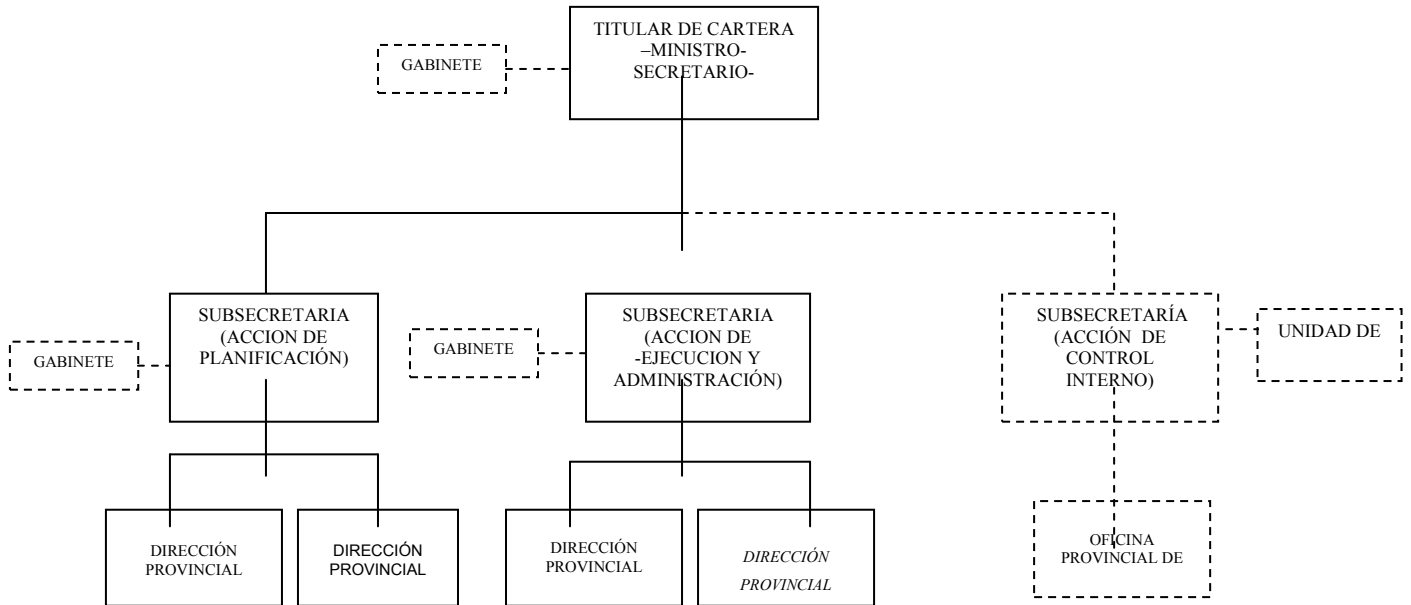 TITULAR DE CARTERA
–MINISTRO-
SECRETARIO-
GABINETE
SUBSECRETARIA
(ACCION DE
PLANIFICACIÓN)
GABINETE
SUBSECRETARIA
(ACCION DE
-EJECUCION Y
ADMINISTRACIÓN)
GABINETE
SUBSECRETARÍA
(ACCIÓN DE
CONTROL
INTERNO)
UNIDAD DE
DIRECCIÓN
PROVINCIAL
DIRECCIÓN
PROVINCIAL
DIRECCIÓN
PROVINCIAL
DIRECCIÓN
PROVINCIAL
OFICINA
PROVINCIAL DE